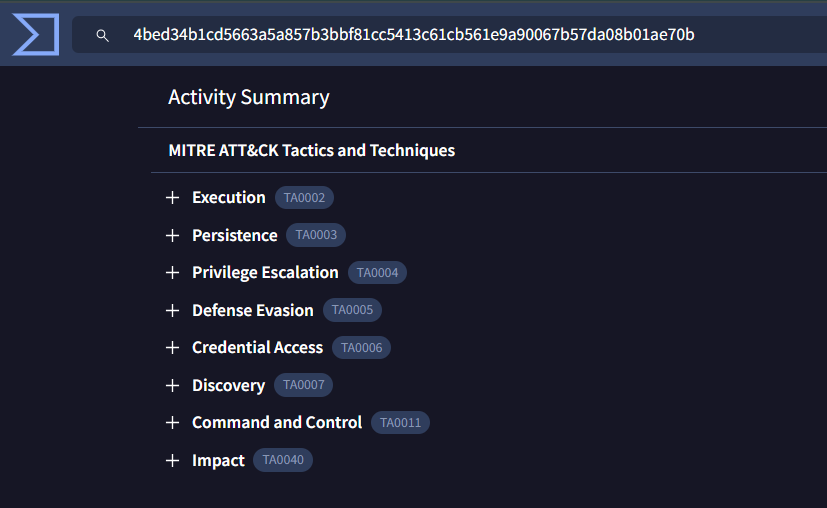 4bed34b1cd5663a5a857b3bbf81cc5413c61cb561e9a90067b57da08b01ae70b
Activity Summary
MITRE ATT&CK Tactics and Techniques
Execution TA0002
Persistence TA0003
Privilege Escalation TA0004
Defense Evasion TA0005
Credential Access TA0006
Discovery TA0007
Command and Control TA0011
Impact TA0040